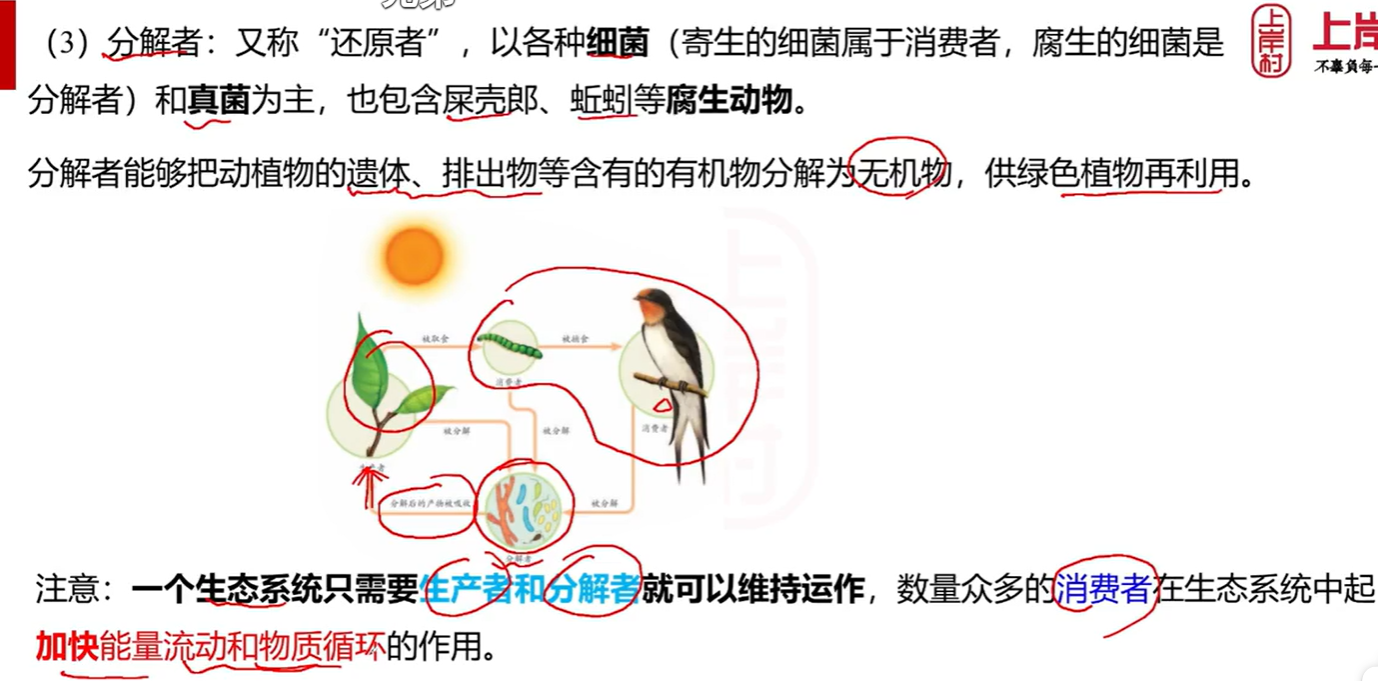 兄弟
（3）分解者：又称“还原者”，以各种细菌（寄生的细菌属于消费者，腐生的细菌是
上岸村
上岸
不辜負每一
分解者）和真菌为主，也包含屎壳郎、蚯蚓等腐生动物。
分解者能够把动植物的遗体、排出物等含有的有机物分解为无机物，供绿色植物再利用。
被取食
被捕食
消费者
消费者
被分解
被分解
生产者
分解后的产物被吸收
被分解
分解者
注意：一个生态系统只需要生产者和分解者就可以维持运作，数量众多的消费者在生态系统中起
加快能量流动和物质循环的作用。